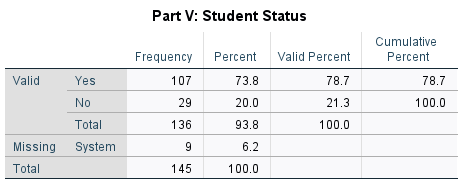 Part V: Student Status
Frequency Percent Valid Percent Cumulative Percent
Valid Yes 107 73.8 78.7 78.7
No 29 20.0 21.3 100.0
Total 136 93.8 100.0
Missing System 9 6.2
Total 145 100.0